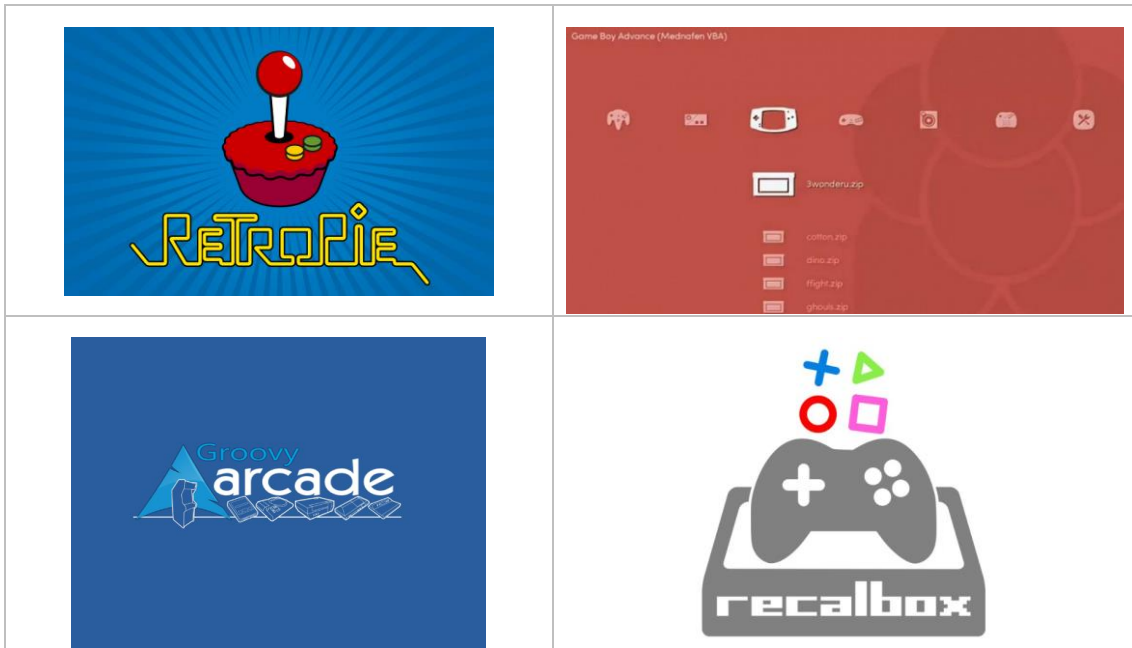 RETROPIE
Game Boy Advance (Mednafen VBA)
3wonderu.zip
cotton.zip
dino.zip
ffight.zip
ghouls.zip
Groovy
arcade
recalbox